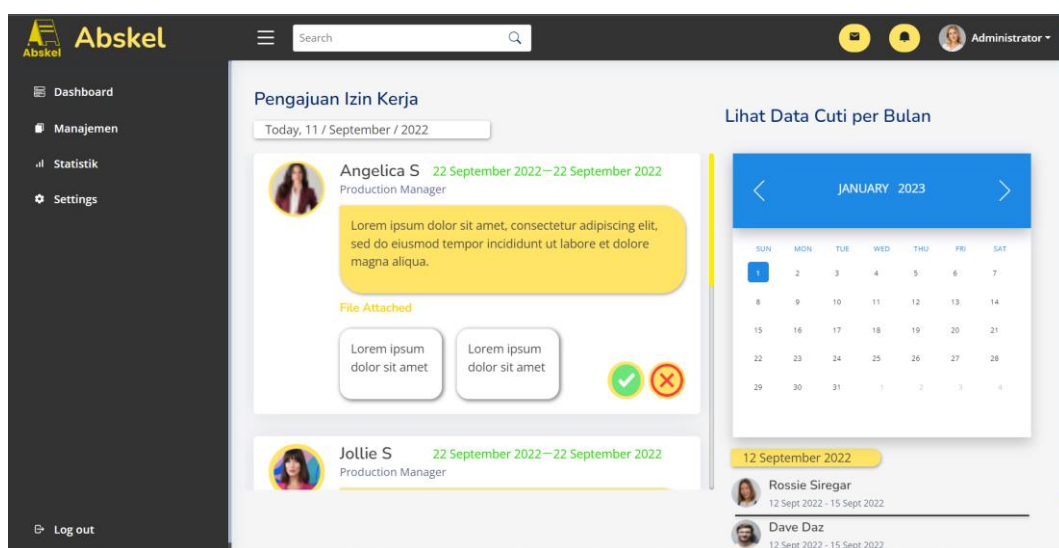 Abskel
Abskel
Search
Administrator
Dashboard
Manajemen
Statistik
Settings
Log out
Pengajuan Izin Kerja
Today, 11 / September / 2022
Angelica S 22 September 2022—22 September 2022
Production Manager
Lorem ipsum dolor sit amet, consectetur adipiscing elit,
sed do eiusmod tempor incididunt ut labore et dolore
magna aliqua.
File Attached
Lorem ipsum
dolor sit amet
Lorem ipsum
dolor sit amet
Jollie S 22 September 2022—22 September 2022
Production Manager
Lihat Data Cuti per Bulan
JANUARY 2023
SUN MON TUE WED THU FRI SAT
1 2 3 4 5 6 7
8 9 10 11 12 13 14
15 16 17 18 19 20 21
22 23 24 25 26 27 28
29 30 31 1 2 3 4
12 September 2022
Rossie Siregar
12 Sept 2022 - 15 Sept 2022
Dave Daz
12 Sept 2022 - 15 Sept 2022